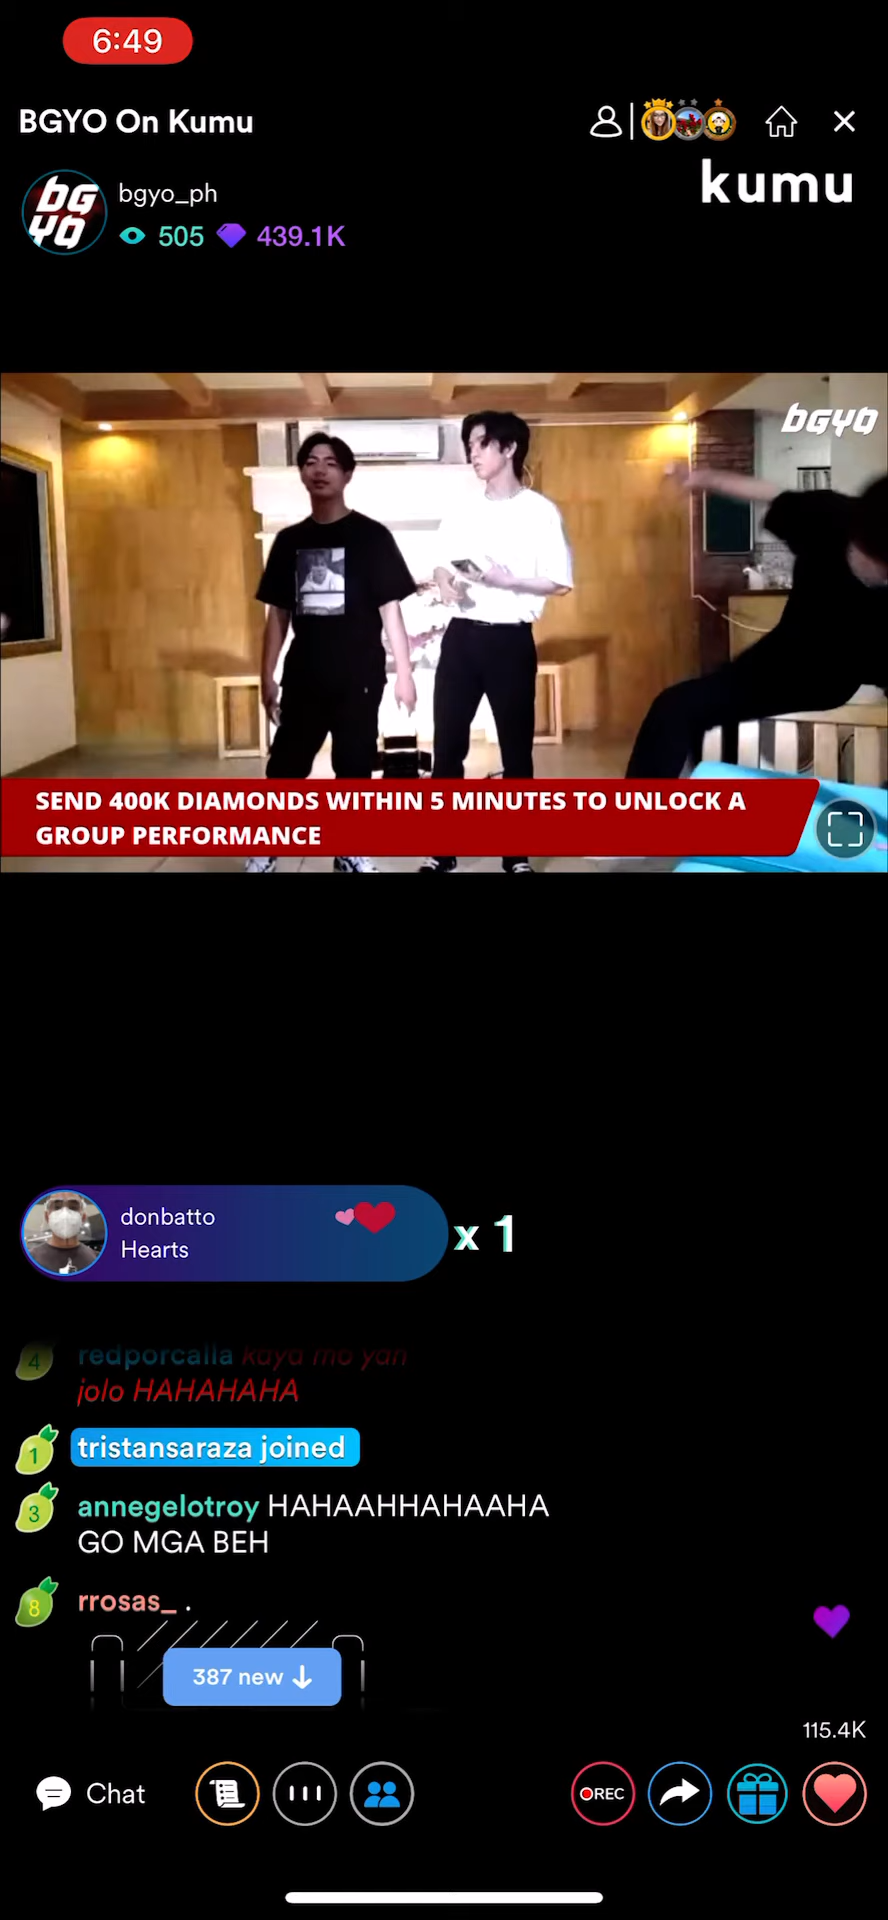 6:49
BGYO On Kumu
kumu
BGYO
bgyo_ph
505 439.1K
BGYO
SEND 400K DIAMONDS WITHIN 5 MINUTES TO UNLOCK A
GROUP PERFORMANCE
donbatto
Hearts
x 1
4 redporcalla kaya mo yan
jolo HAHAHAHA
1 tristansaraza joined
3 annegelotroy HAHAAHHAHAAHA
GO MGA BEH
8 rrosas_ .
387 new ↓
115.4K
Chat
REC